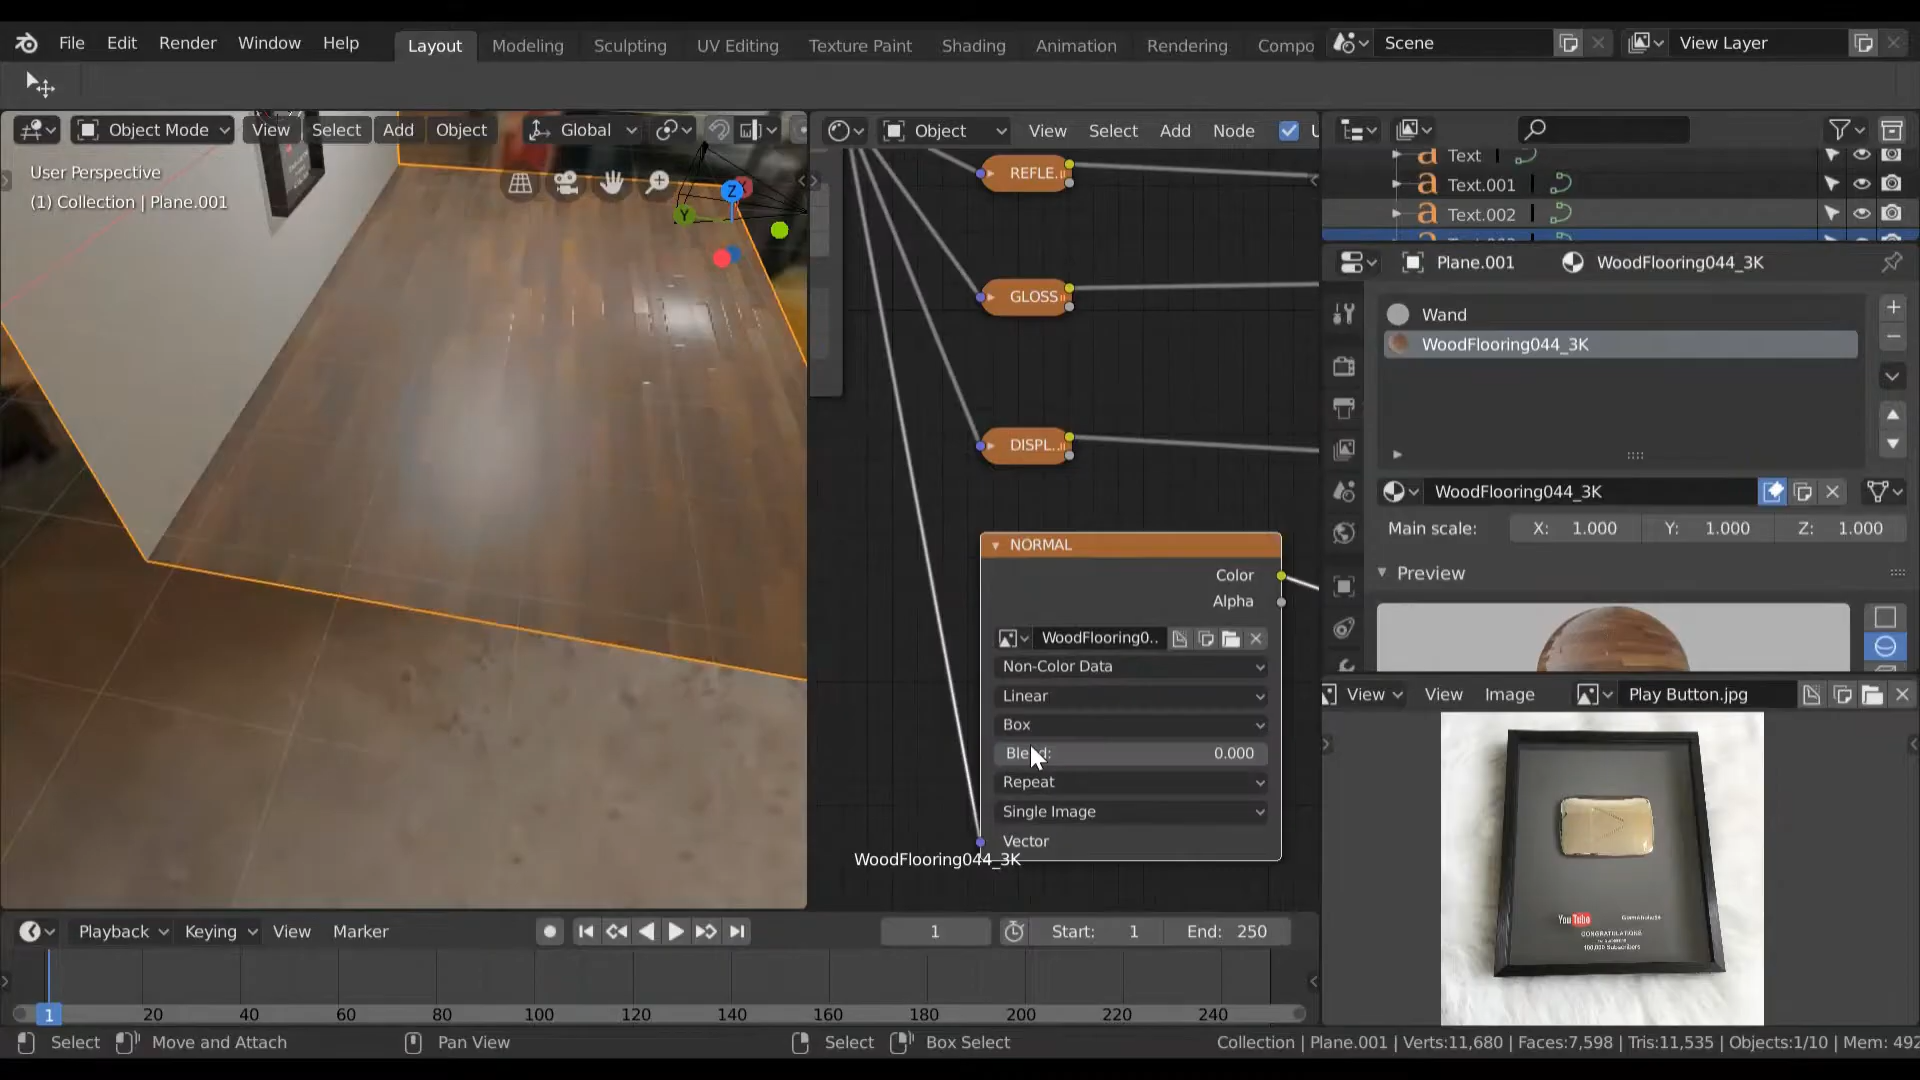 File Edit Render Window Help Layout Modeling Sculpting UV Editing Texture Paint Shading Animation Rendering Compo Scene View Layer
Object Mode View Select Add Object Global Object View Select Add Node
User Perspective
(1) Collection | Plane.001
Z
Y
REFLE..
GLOSS
DISPL..
NORMAL
Color
Alpha
WoodFlooring0..
Non-Color Data
Linear
Box
Blend: 0.000
Repeat
Single Image
Vector
WoodFlooring044_3K
Text
Text.001
Text.002
Plane.001 WoodFlooring044_3K
Wand
WoodFlooring044_3K
WoodFlooring044_3K
Main scale: X: 1.000 Y: 1.000 Z: 1.000
Preview
View View Image Play Button.jpg
YouTube
CONGRATULATIONS
100,000 Subscribers
Playback Keying View Marker 1 Start: 1 End: 250
1 20 40 60 80 100 120 140 160 180 200 220 240
Select Move and Attach Pan View Select Box Select Collection | Plane.001 | Verts:11,680 | Faces:7,598 | Tris:11,535 | Objects:1/10 | Mem: 492